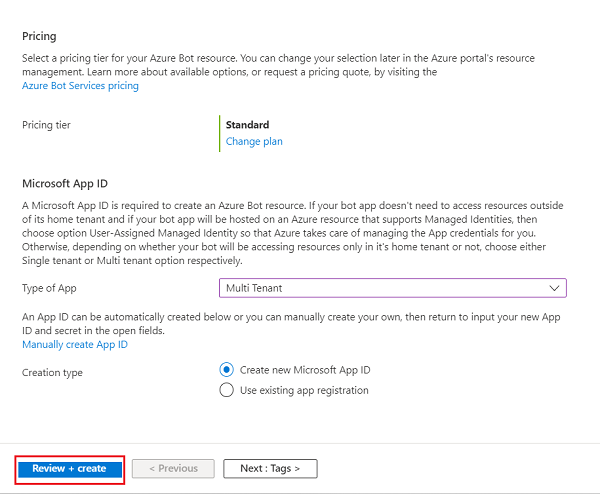 Pricing
Select a pricing tier for your Azure Bot resource. You can change your selection later in the Azure portal's resource
management. Learn more about available options, or request a pricing quote, by visiting the
Azure Bot Services pricing
Pricing tier
Standard
Change plan
Microsoft App ID
A Microsoft App ID is required to create an Azure Bot resource. If your bot app doesn't need to access resources outside
of its home tenant and if your bot app will be hosted on an Azure resource that supports Managed Identities, then
choose option User-Assigned Managed Identity so that Azure takes care of managing the App credentials for you.
Otherwise, depending on whether your bot will be accessing resources only in it's home tenant or not, choose either
Single tenant or Multi tenant option respectively.
Type of App
Multi Tenant
An App ID can be automatically created below or you can manually create your own, then return to input your new App
ID and secret in the open fields.
Manually create App ID
Creation type
Create new Microsoft App ID
Use existing app registration
Review + create
< Previous
Next : Tags >